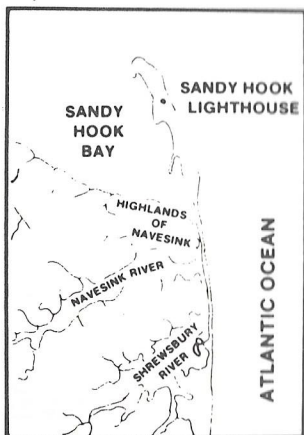 SANDY HOOK
LIGHTHOUSE
SANDY
HOOK
BAY
HIGHLANDS
OF
NAVESINK
NAVESINK RIVER
SHREWSBURY
RIVER
ATLANTIC OCEAN